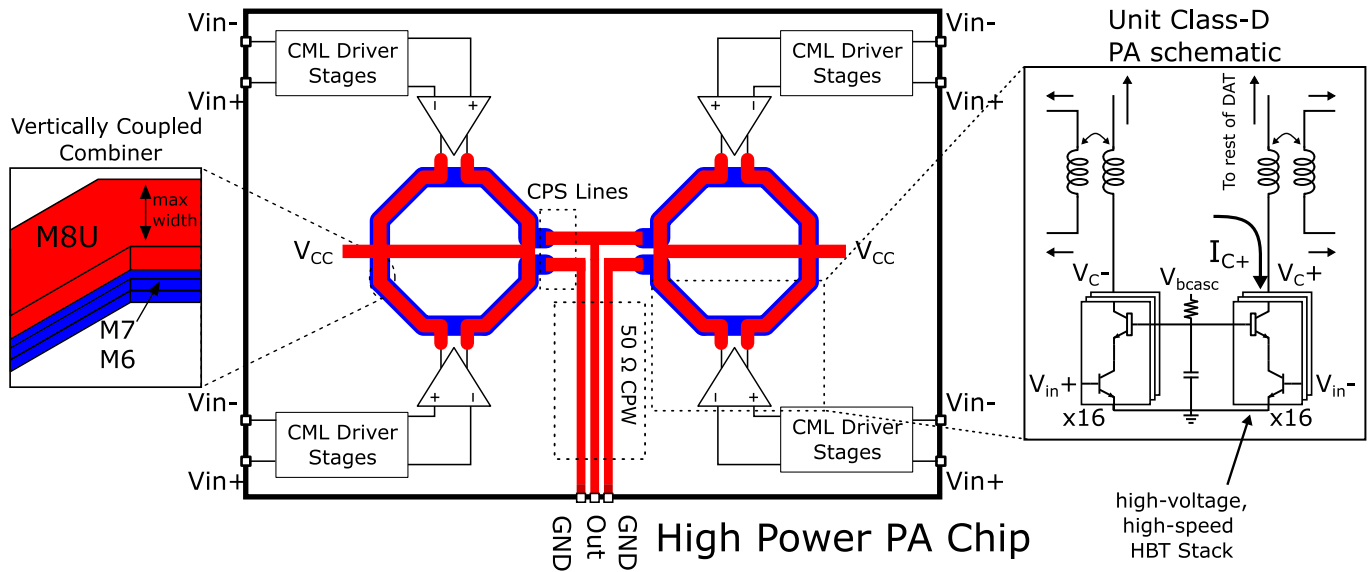 Vin-
Vin+
CML Driver
Stages
- +
CML Driver
Stages
+ -
Vin-
Vin+
Vertically Coupled
Combiner
max
width
M8U
M7
M6
VCC
CPS Lines
VCC
50 Ω CPW
Vin-
Vin+
CML Driver
Stages
+ -
CML Driver
Stages
+ -
Vin-
Vin+
GND
Out
GND
High Power PA Chip
Unit Class-D
PA schematic
To rest of DAT
IC+
VC-
Vbcasc
VC+
Vin+
Vin-
x16
x16
high-voltage,
high-speed
HBT Stack